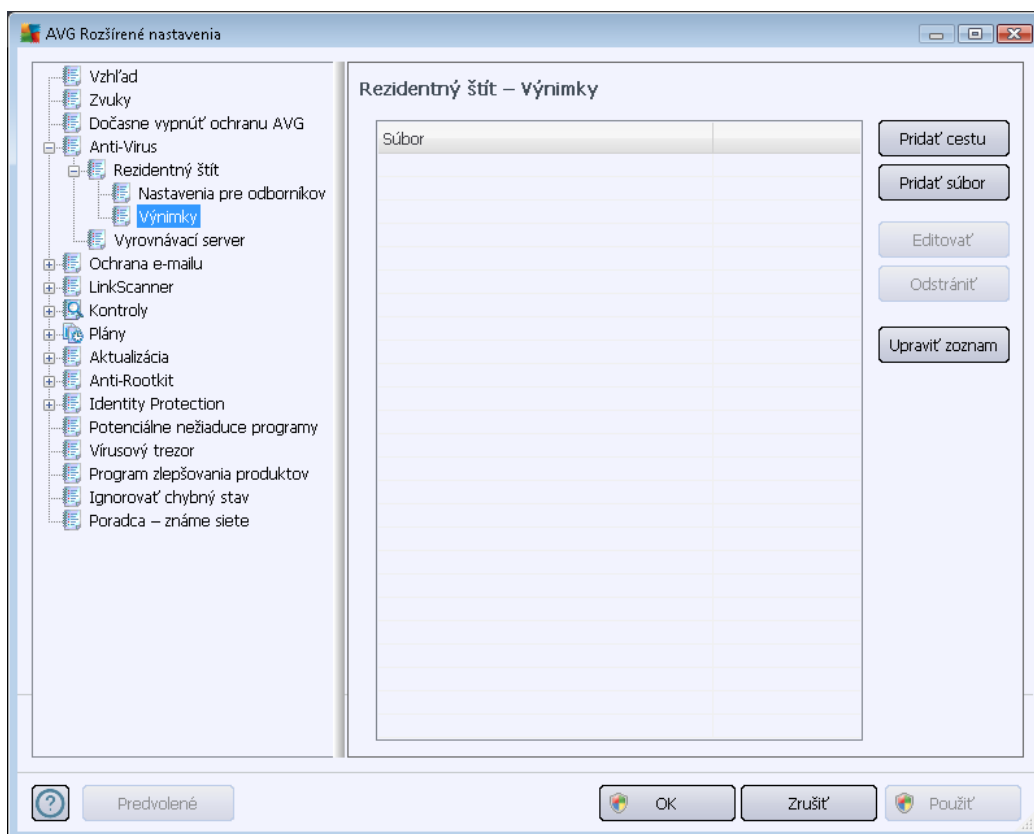 AVG Rozšírené nastavenia
Vzhľad
Zvuky
Dočasne vypnúť ochranu AVG
Anti-Virus
Rezidentný štít
Nastavenia pre odborníkov
Výnimky
Vyrovnávací server
Ochrana e-mailu
LinkScanner
Kontroly
Plány
Aktualizácia
Anti-Rootkit
Identity Protection
Potenciálne nežiaduce programy
Vírusový trezor
Program zlepšovania produktov
Ignorovať chybný stav
Poradca – známe siete
Rezidentný štít – Výnimky
Súbor
Pridať cestu
Pridať súbor
Editovať
Odstrániť
Upraviť zoznam
Predvolené
OK
Zrušiť
Použiť